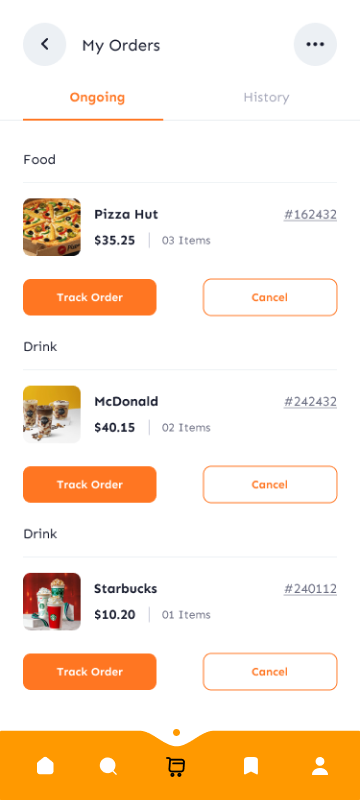 My Orders
Ongoing
History
Food
Pizza Hut
#162432
$35.25
03 Items
Track Order
Cancel
Drink
McDonald
#242432
$40.15
02 Items
Track Order
Cancel
Drink
Starbucks
#240112
$10.20
01 Items
Track Order
Cancel